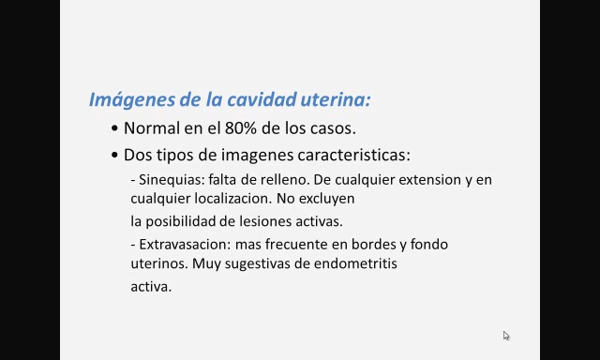 Imágenes de la cavidad uterina:
• Normal en el 80% de los casos.
• Dos tipos de imagenes caracteristicas:
- Sinequias: falta de relleno. De cualquier extension y en
cualquier localizacion. No excluyen
la posibilidad de lesiones activas.
- Extravasacion: mas frecuente en bordes y fondo
uterinos. Muy sugestivas de endometritis
activa.